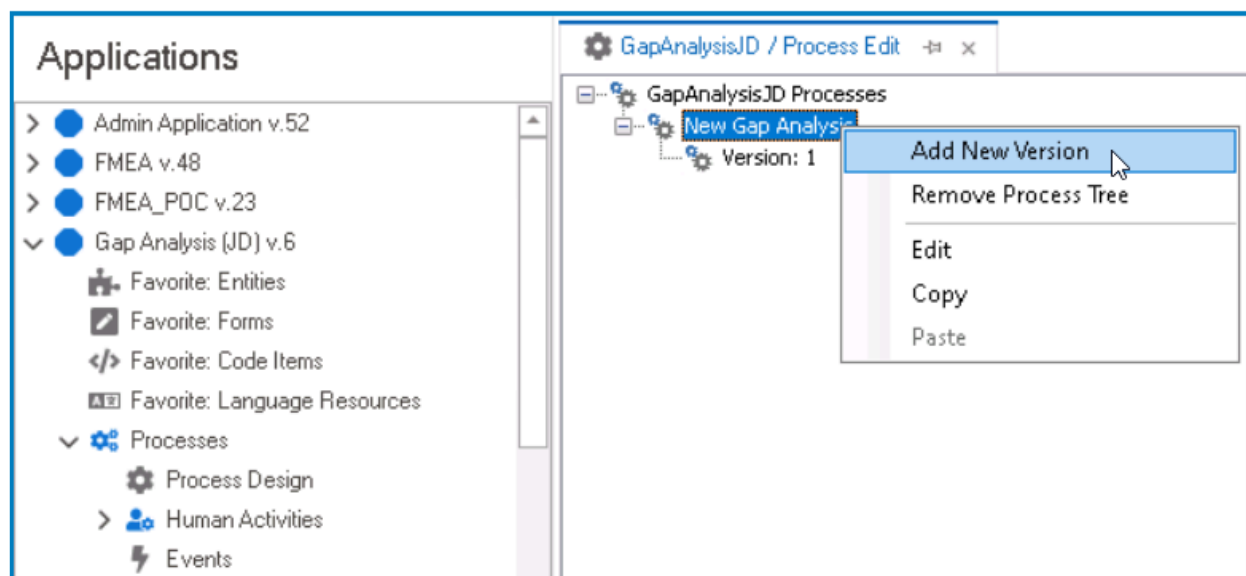 Applications
Admin Application v.52
FMEA v.48
FMEA_POC v.23
Gap Analysis (JD) v.6
Favorite: Entities
Favorite: Forms
Favorite: Code Items
Favorite: Language Resources
Processes
Process Design
Human Activities
Events
GapAnalysisJD / Process Edit
GapAnalysisJD Processes
New Gap Analysis
Version: 1
Add New Version
Remove Process Tree
Edit
Copy
Paste